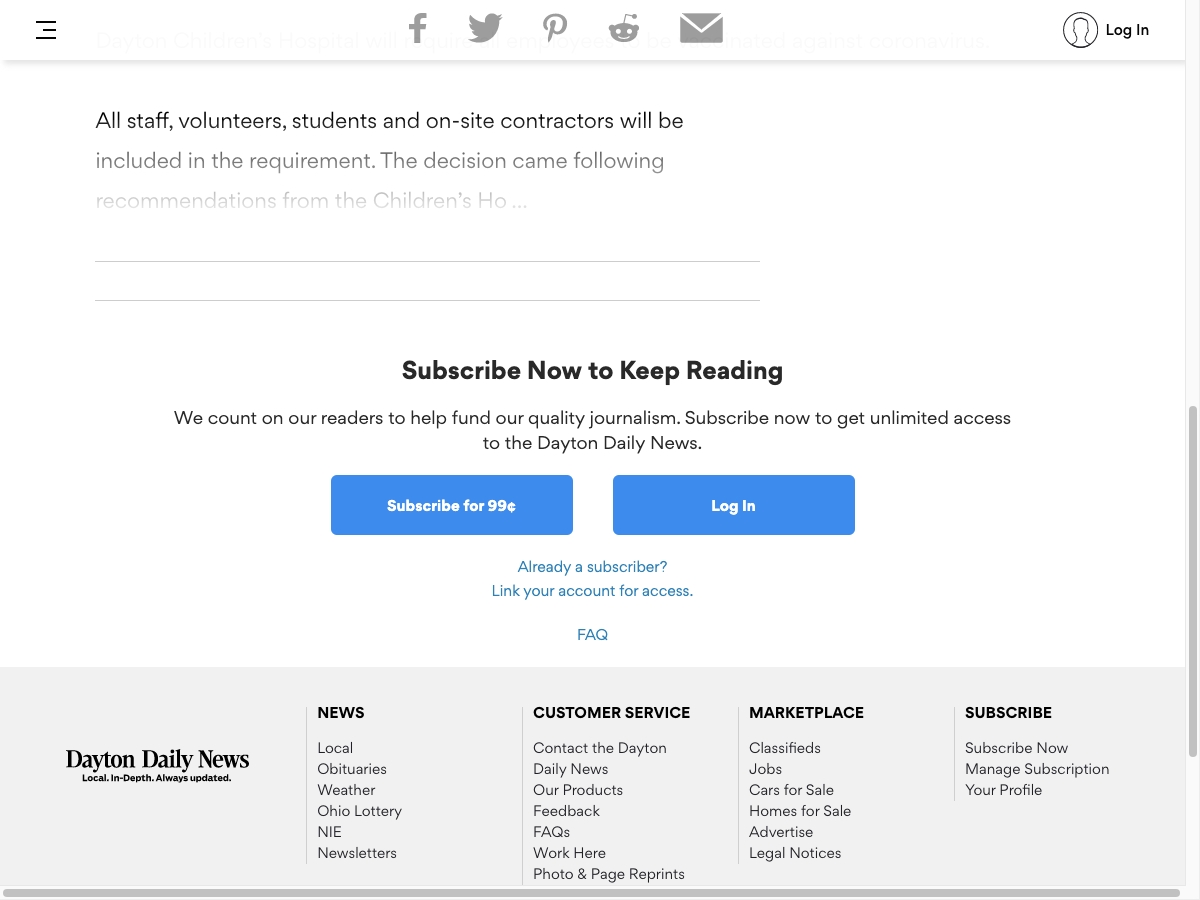 Log In
Dayton Children's Hospital will require all employees to be vaccinated against coronavirus.
All staff, volunteers, students and on-site contractors will be
included in the requirement. The decision came following
recommendations from the Children’s Ho ...
Subscribe Now to Keep Reading
We count on our readers to help fund our quality journalism. Subscribe now to get unlimited access
to the Dayton Daily News.
Subscribe for 99¢
Log In
Already a subscriber?
Link your account for access.
FAQ
Dayton Daily News
Local. In-Depth. Always updated.
NEWS
Local
Obituaries
Weather
Ohio Lottery
NIE
Newsletters
CUSTOMER SERVICE
Contact the Dayton
Daily News
Our Products
Feedback
FAQs
Work Here
Photo & Page Reprints
MARKETPLACE
Classifieds
Jobs
Cars for Sale
Homes for Sale
Advertise
Legal Notices
SUBSCRIBE
Subscribe Now
Manage Subscription
Your Profile